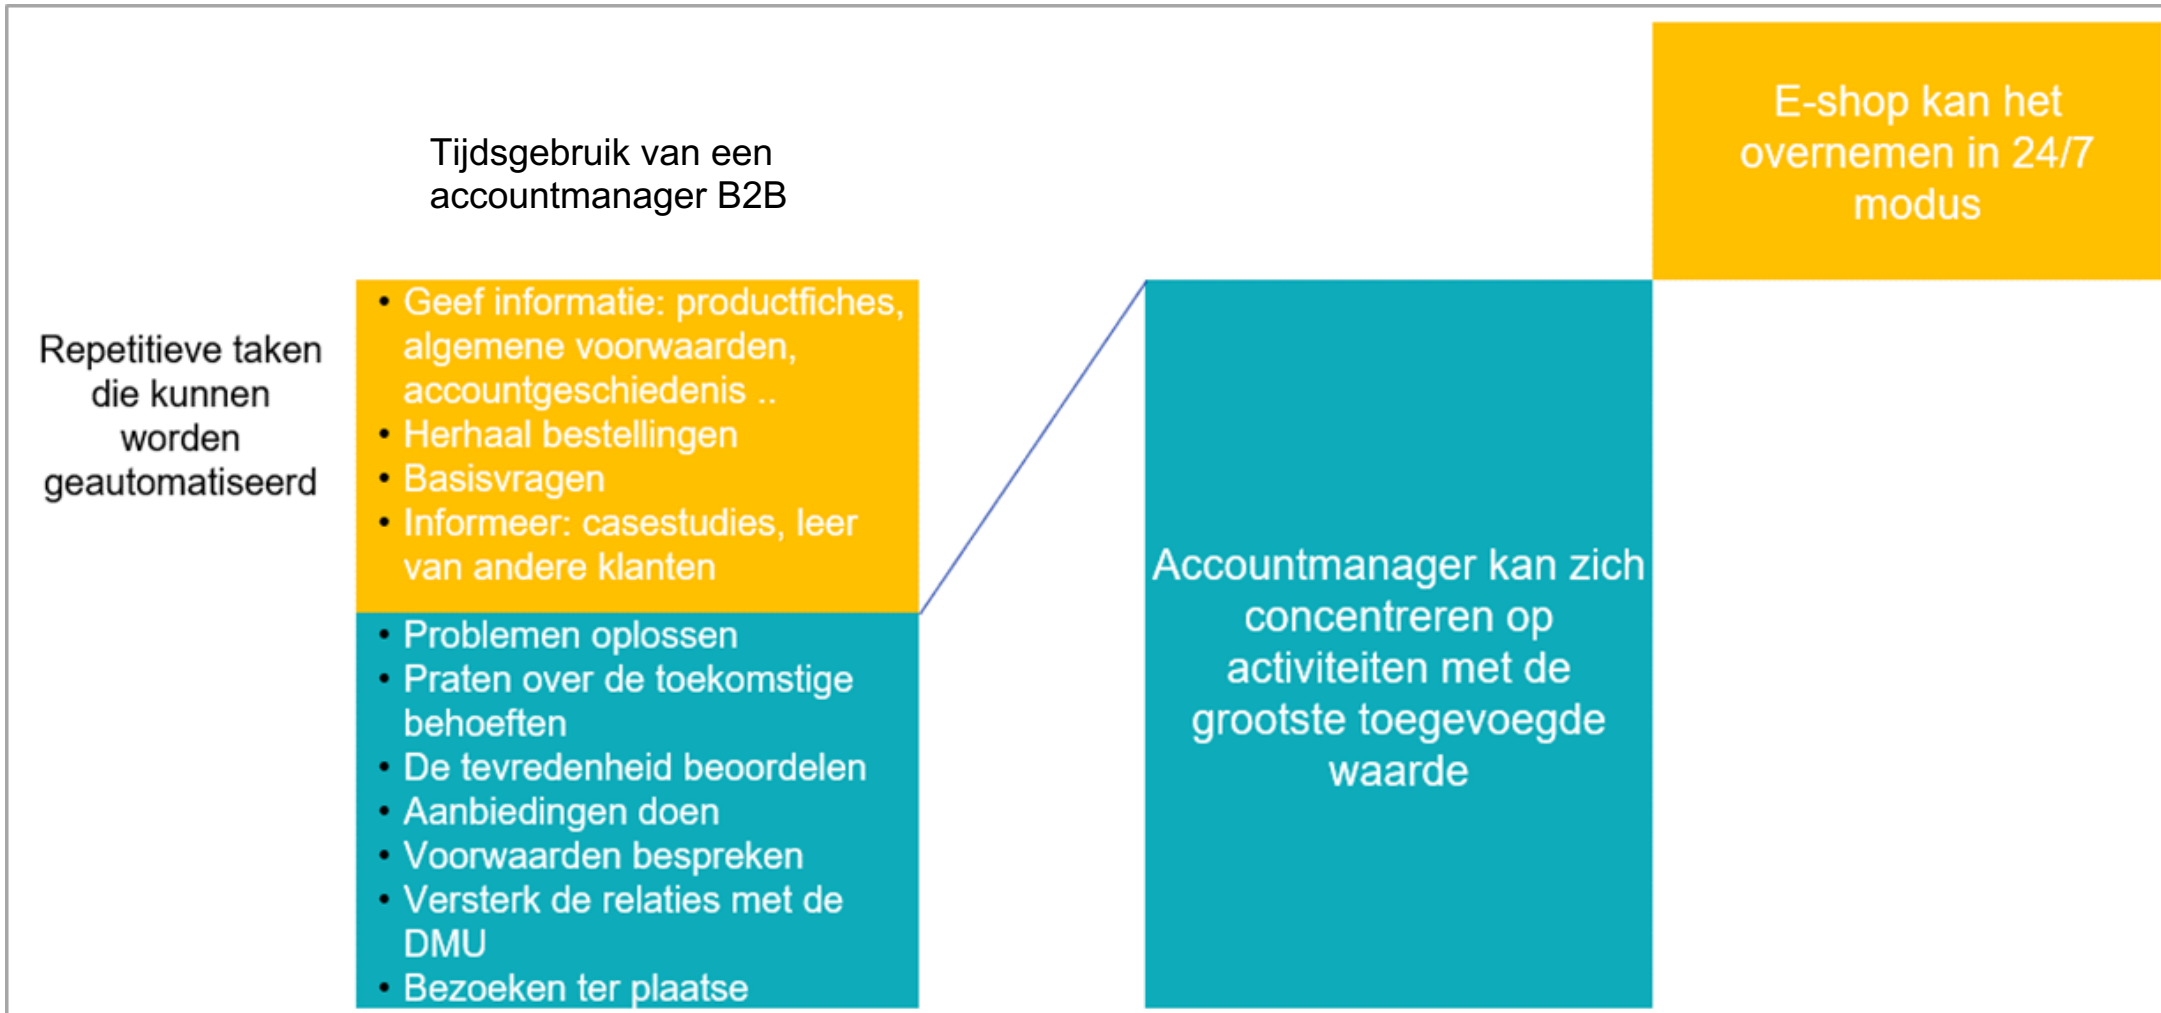 Tijdsgebruik van een
accountmanager B2B
Repetitieve taken
die kunnen
worden
geautomatiseerd
• Geef informatie: productfiches,
algemene voorwaarden,
accountgeschiedenis ..
• Herhaal bestellingen
• Basisvragen
• Informeer: casestudies, leer
van andere klanten
• Problemen oplossen
• Praten over de toekomstige
behoeften
• De tevredenheid beoordelen
• Aanbiedingen doen
• Voorwaarden bespreken
• Versterk de relaties met de
DMU
• Bezoeken ter plaatse
Accountmanager kan zich
concentreren op
activiteiten met de
grootste toegevoegde
waarde
E-shop kan het
overnemen in 24/7
modus